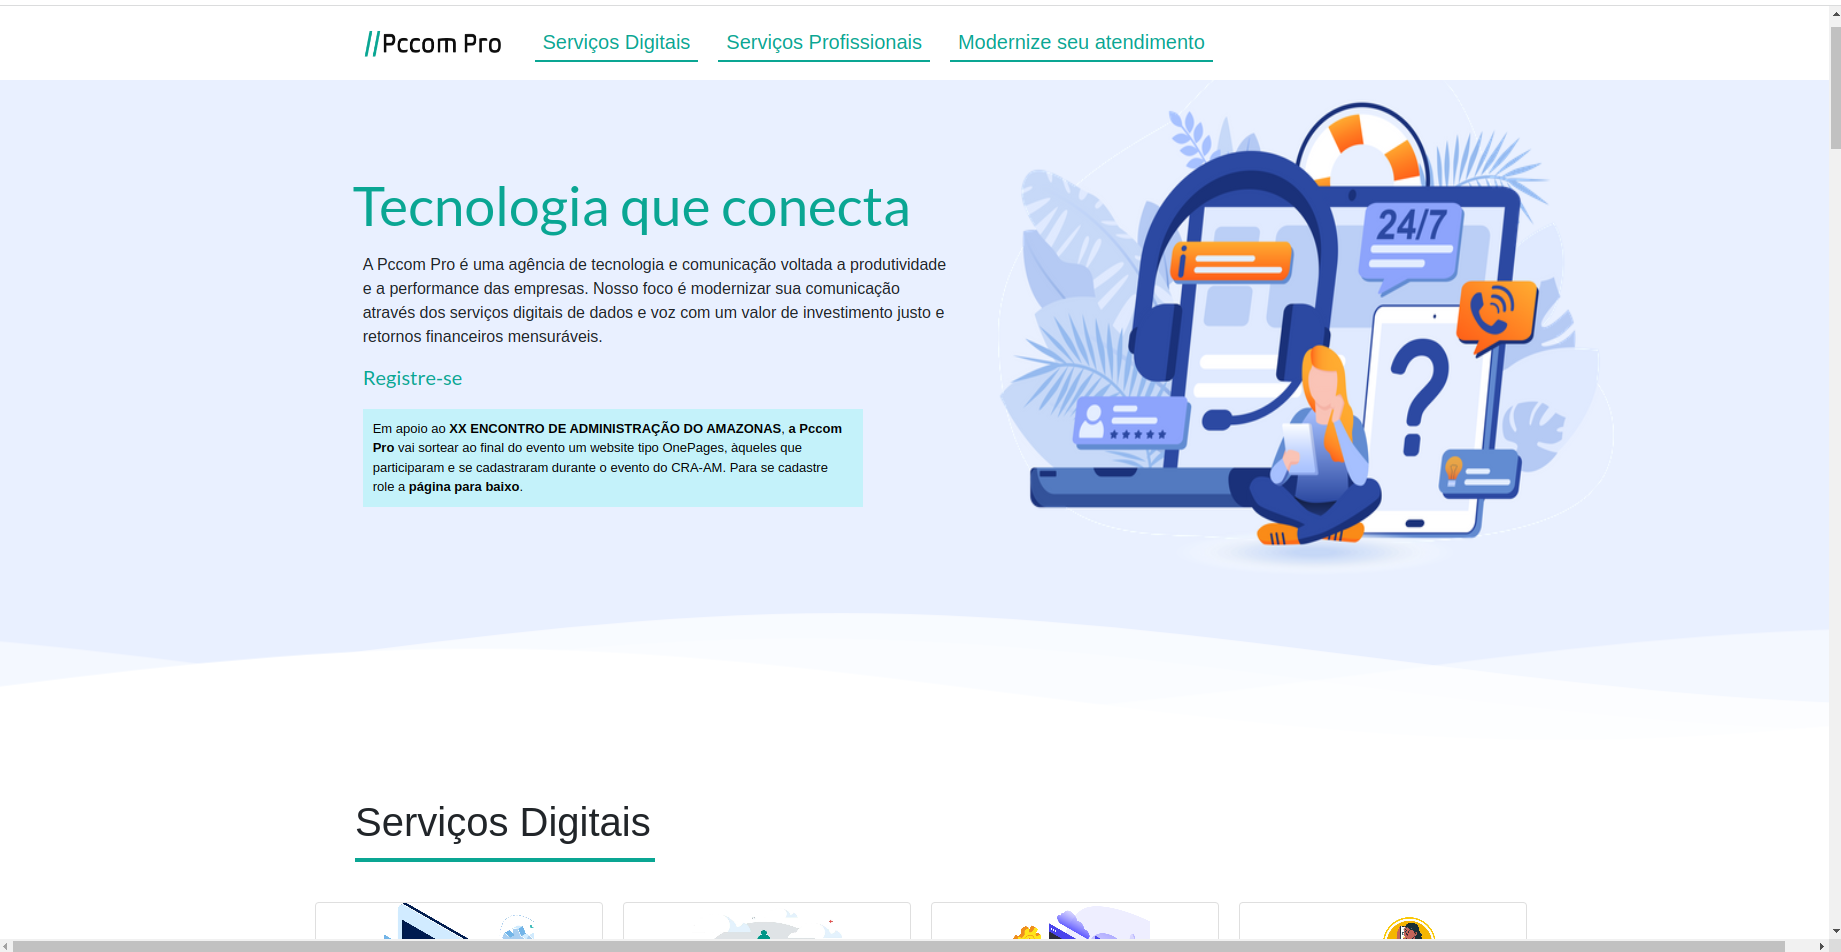 //Pccom Pro
Serviços Digitais
Serviços Profissionais
Modernize seu atendimento
Tecnologia que conecta
A Pccom Pro é uma agência de tecnologia e comunicação voltada a produtividade
e a performance das empresas. Nosso foco é modernizar sua comunicação
através dos serviços digitais de dados e voz com um valor de investimento justo e
retornos financeiros mensuráveis.
Registre-se
Em apoio ao XX ENCONTRO DE ADMINISTRAÇÃO DO AMAZONAS, a Pccom
Pro vai sortear ao final do evento um website tipo OnePages, àqueles que
participaram e se cadastraram durante o evento do CRA-AM. Para se cadastre
role a página para baixo.
24/7
i
?
Serviços Digitais